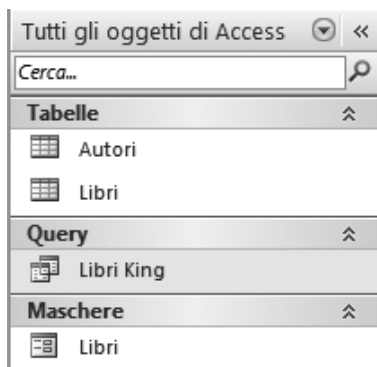 Tutti gli oggetti di Access
Cerca...
Tabelle
Autori
Libri
Query
Libri King
Maschere
Libri